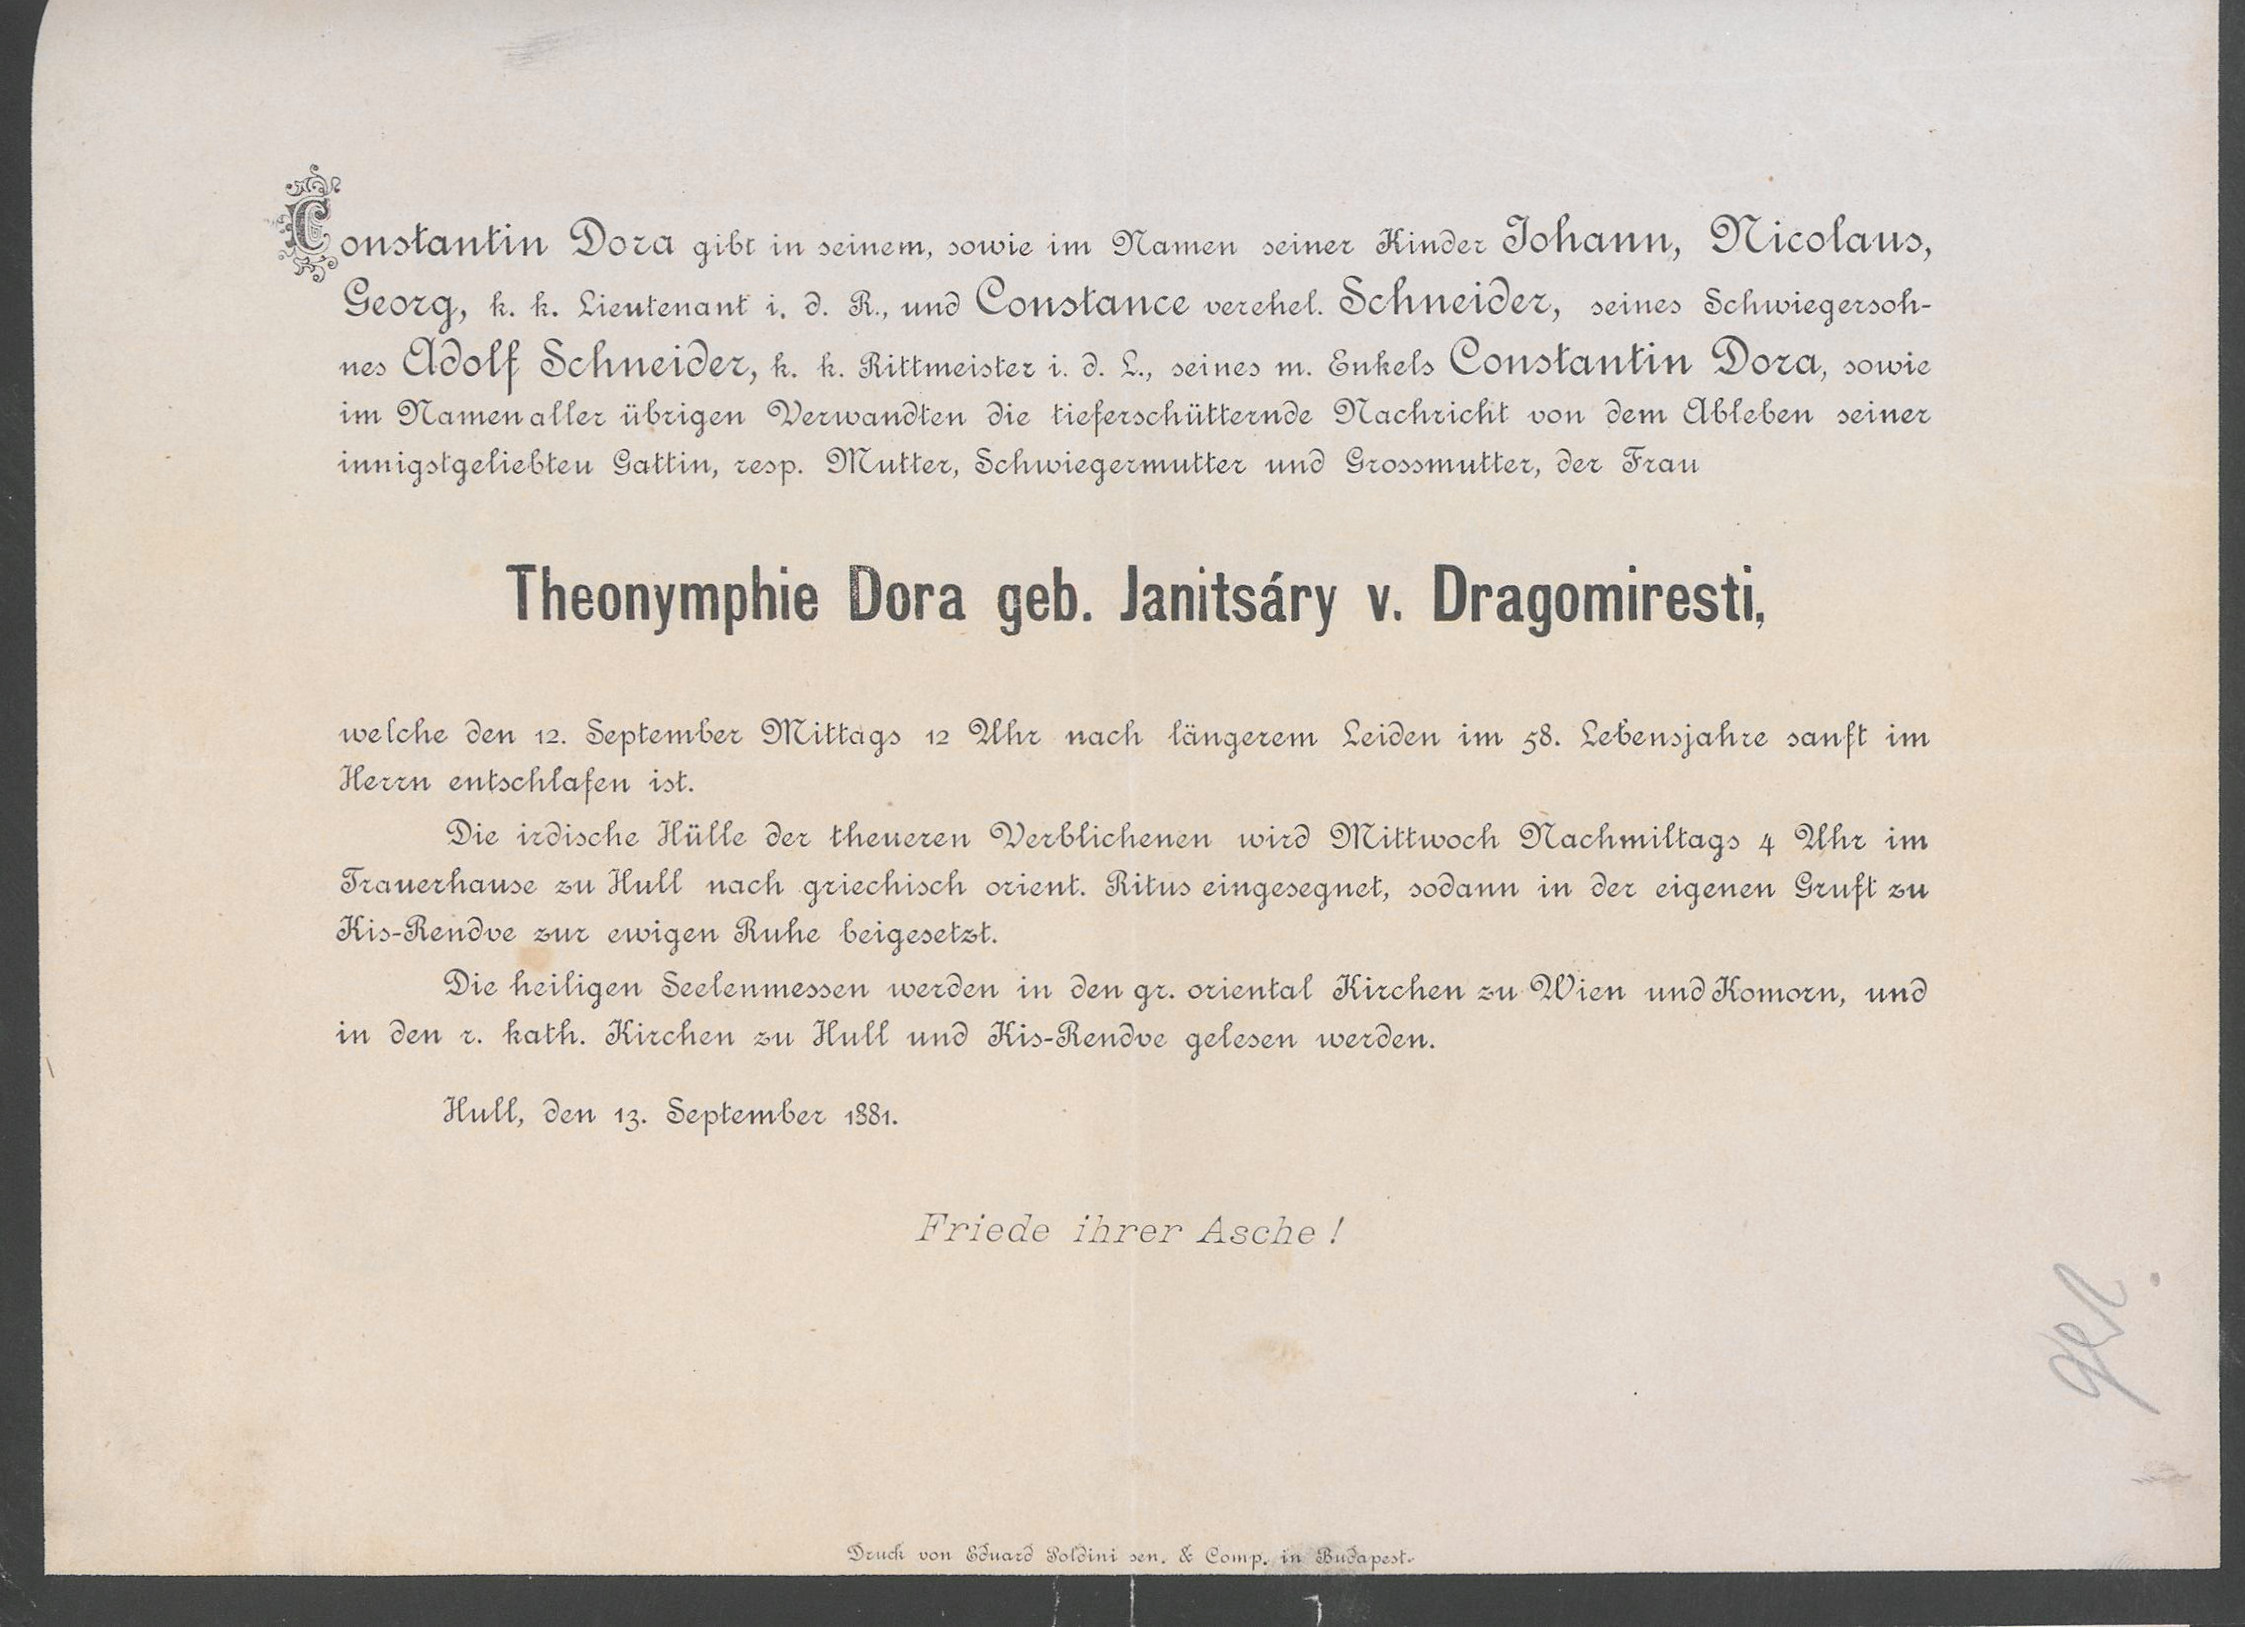 Constantin Dora gibt in seinem, sowie im Namen seiner Kinder Johann, Nicolaus,
Georg, k. k. Lieutenant i. d. R., und Constance verehel. Schneider, seines Schwiegersoh-
nes Adolf Schneider, k. k. Rittmeister i. d. L., seines m. Enkels Constantin Dora, sowie
im Namen aller übrigen Verwandten die tieferschütternde Nachricht von dem Ableben seiner
innigstgeliebten Gattin, resp. Mutter, Schwiegermutter und Grossmutter, der Frau
Theonymphie Dora geb. Janitsáry v. Dragomiresti,
welche den 12. September Mittags 12 Uhr nach längerem Leiden im 58. Lebensjahre sanft im
Herrn entschlafen ist.
Die irdische Hülle der theueren Verblichenen wird Mittwoch Nachmittags 4 Uhr im
Trauerhause zu Hull nach griechisch orient. Ritus eingesegnet, sodann in der eigenen Gruft zu
Kis-Rendve zur ewigen Ruhe beigesetzt.
Die heiligen Seelenmessen werden in den gr. oriental Kirchen zu Wien und Komorn, und
in den r. kath. Kirchen zu Hull und Kis-Rendve gelesen werden.
Hull, den 13. September 1881.
Friede ihrer Asche!
Druck von Eduard Poldini sen. & Comp. in Budapest.